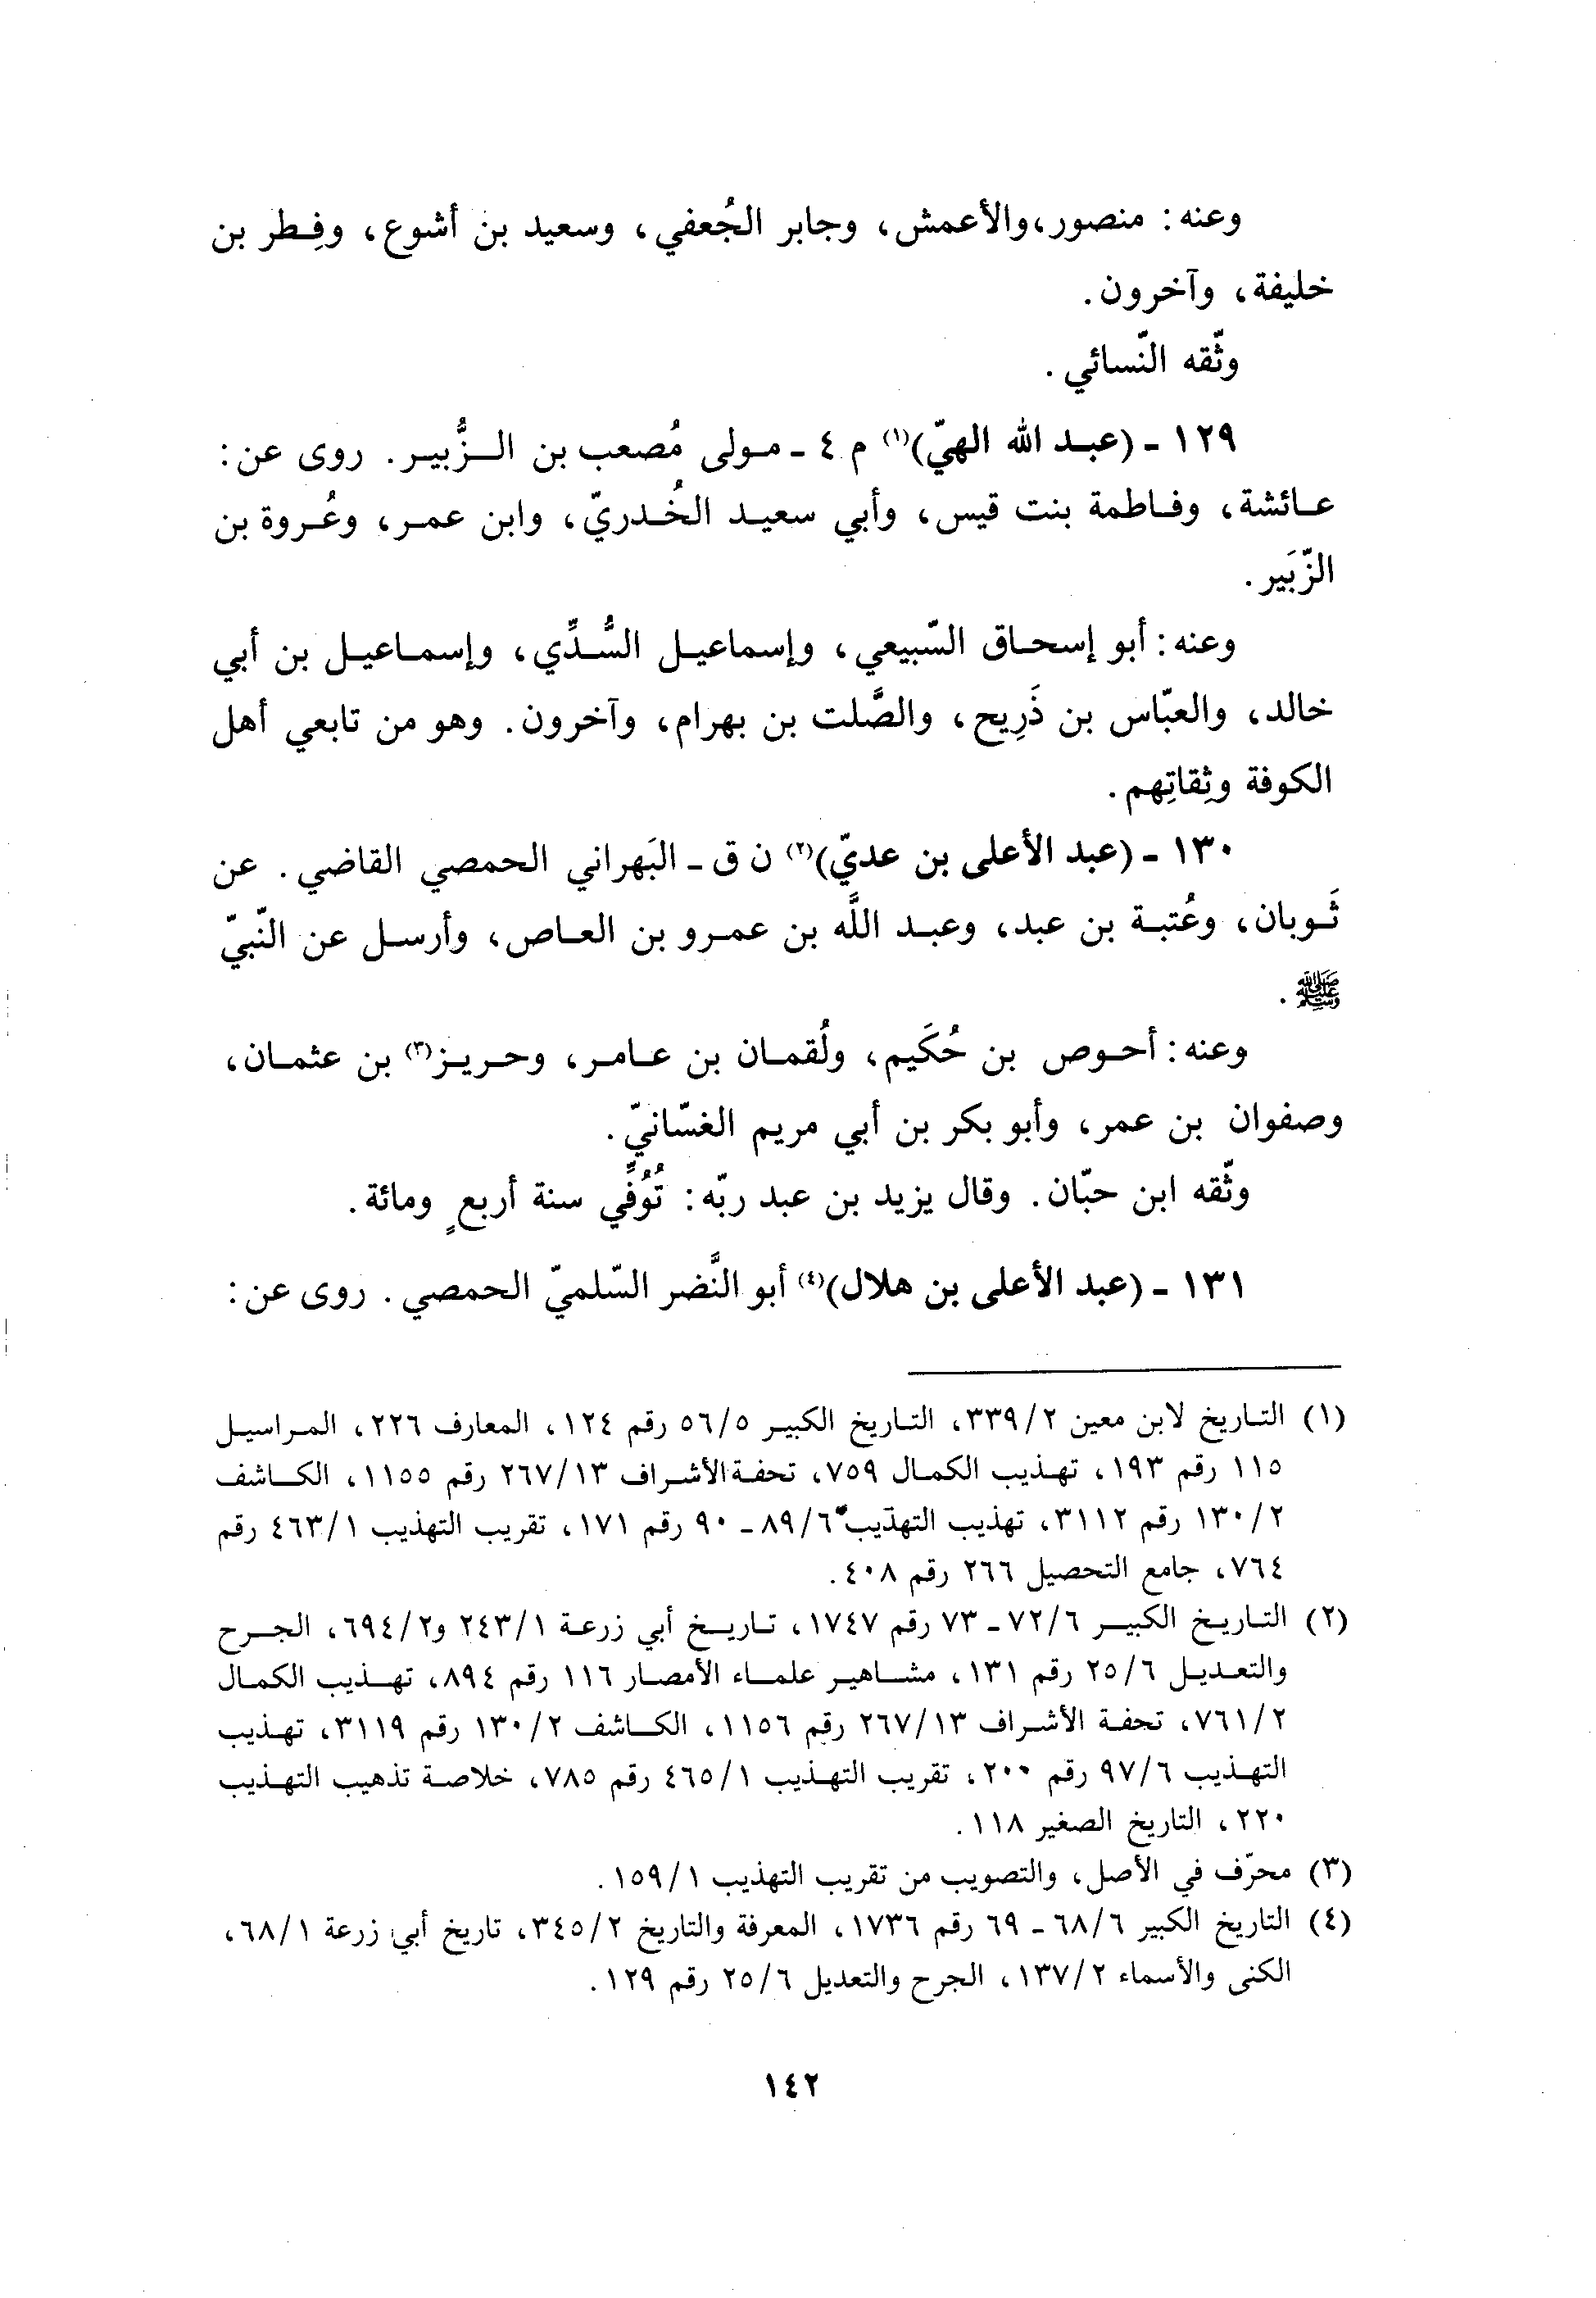 وعنه: منصور، والأعمش، وجابر الجُعفي، وسعيد بن أشوع، وفِطر بن
خليفة، وآخرون.
وثّقه النّسائي.
١٢٩ - (عبد الله الهيّ)(١) م ٤ - مولى مُصعب بن الزُّبير. روى عن:
عائشة، وفاطمة بنت قيس، وأبي سعيد الخُدريّ، وابن عمر، وعُروة بن
الزّبَير.
وعنه: أبو إسحاق السّبيعي، وإسماعيل السُّدِّي، وإسماعيل بن أبي
خالد، والعبّاس بن ذَرِيح، والصَّلت بن بهرام، وآخرون. وهو من تابعي أهل
الكوفة وثِقاتِهم.
١٣٠ - (عبد الأعلى بن عديّ)(٢) ن ق - البَهراني الحمصي القاضي. عن
ثَوبان، وعُتبة بن عبد، وعبد اللَّه بن عمرو بن العاص، وأرسل عن النّبيّ
ﷺ.
وعنه: أحوص بن حُكَيم، ولُقمان بن عامر، وحريز(٣) بن عثمان،
وصفوان بن عمر، وأبو بكر بن أبي مريم الغسّانيّ.
وثّقه ابن حبّان. وقال يزيد بن عبد ربّه: تُوُفِّي سنة أربعٍ ومائة.
١٣١ - (عبد الأعلى بن هلال)(٤) أبو النَّضر السّلميّ الحمصي. روى عن:
(١) التاريخ لابن معين ٣٣٩/٢، التاريخ الكبير ٥٦/٥ رقم ١٢٤، المعارف ٢٢٦، المراسيل
١١٥ رقم ١٩٣، تهذيب الكمال ٧٥٩، تحفة الأشراف ٢٦٧/١٣ رقم ١١٥٥، الكاشف
١٣٠/٢ رقم ٣١١٢، تهذيب التهذيب ٨٩/٦ - ٩٠ رقم ١٧١، تقريب التهذيب ٤٦٣/١ رقم
٧٦٤، جامع التحصيل ٢٦٦ رقم ٤٠٨.
(٢) التاريخ الكبير ٧٢/٦ - ٧٣ رقم ١٧٤٧، تاريخ أبي زرعة ٢٤٣/١ و٦٩٤/٢، الجرح
والتعديل ٢٥/٦ رقم ١٣١، مشاهير علماء الأمصار ١١٦ رقم ٨٩٤، تهذيب الكمال
٧٦١/٢، تحفة الأشراف ٢٦٧/١٣ رقم ١١٥٦، الكاشف ١٣٠/٢ رقم ٣١١٩، تهذيب
التهذيب ٩٧/٦ رقم ٢٠٠، تقريب التهذيب ٤٦٥/١ رقم ٧٨٥، خلاصة تذهيب التهذيب
٢٢٠، التاريخ الصغير ١١٨.
(٣) محرّف في الأصل، والتصويب من تقريب التهذيب ١٥٩/١.
(٤) التاريخ الكبير ٦٨/٦ - ٦٩ رقم ١٧٣٦، المعرفة والتاريخ ٣٤٥/٢، تاريخ أبي زرعة ٦٨/١،
الكنى والأسماء ١٣٧/٢، الجرح والتعديل ٢٥/٦ رقم ١٢٩.
١٤٢